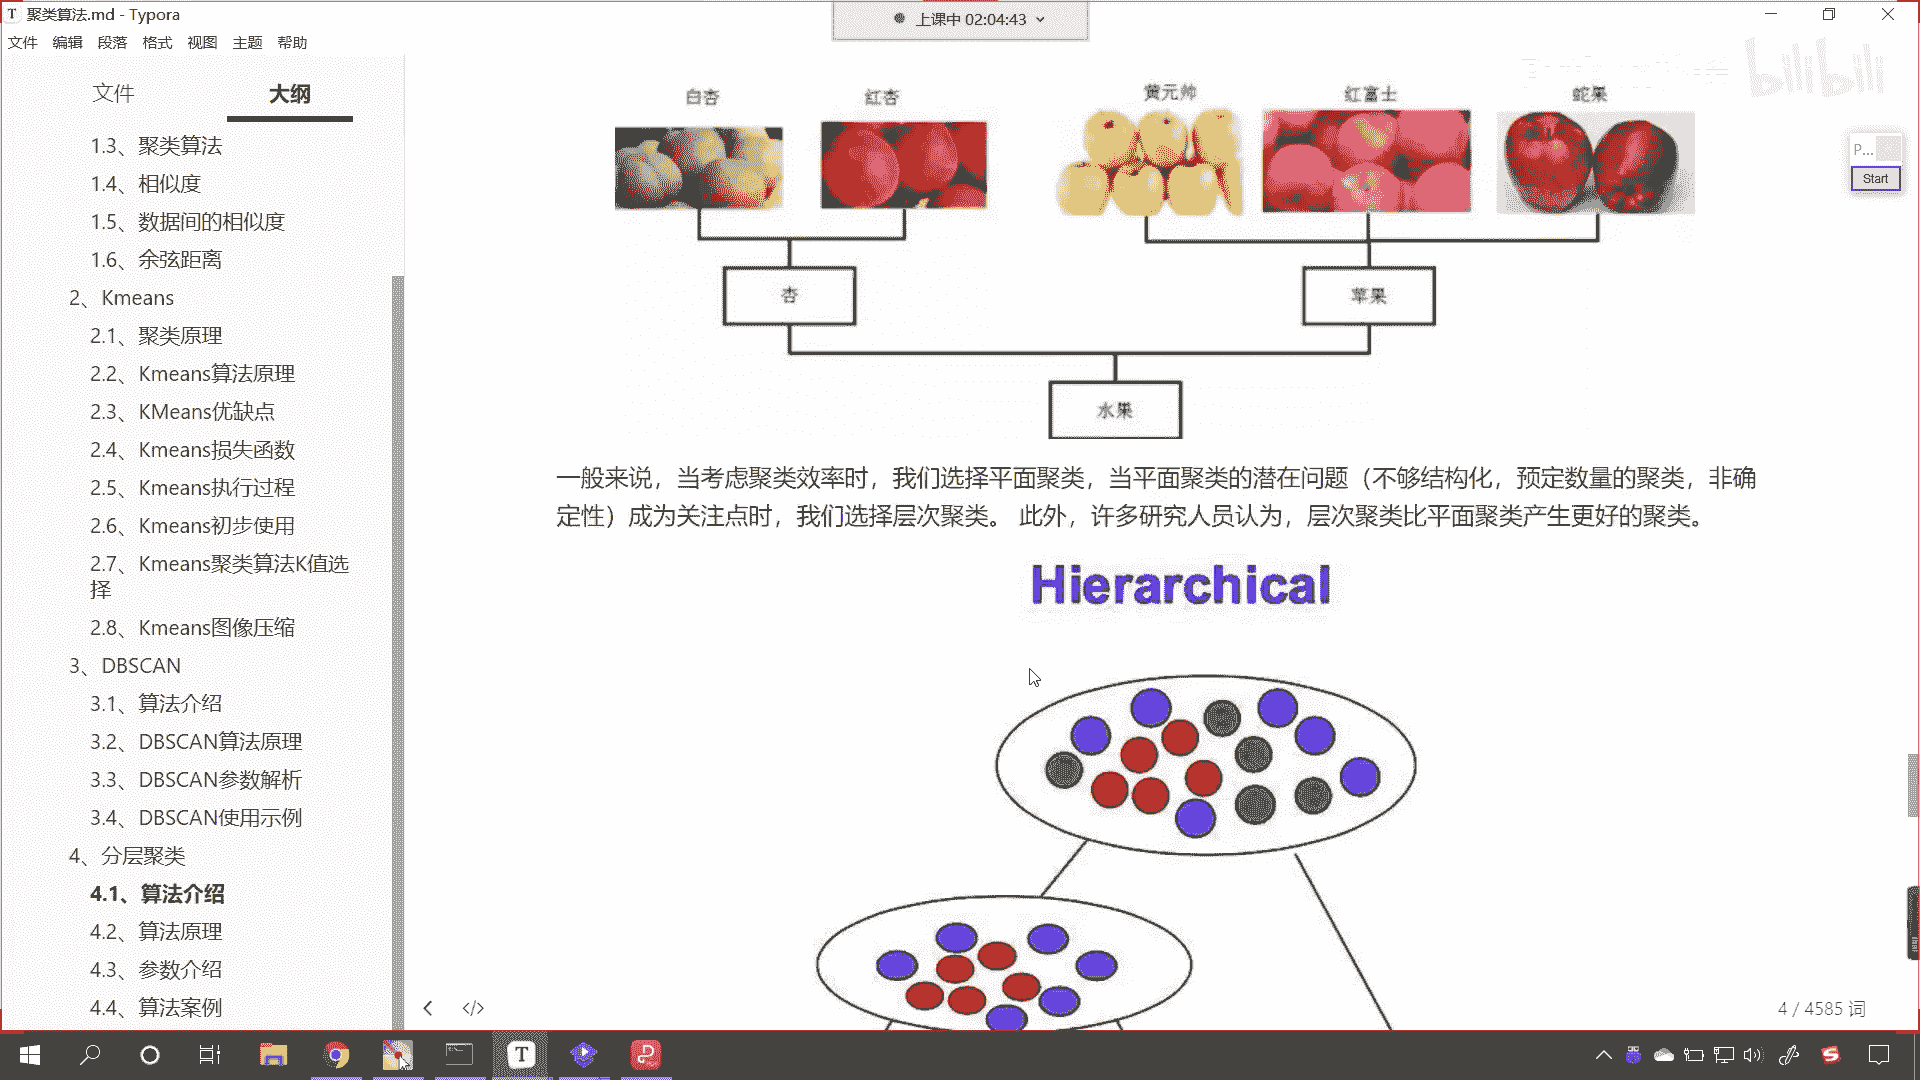 聚类算法.md - Typora
上课中 02:04:43
文件 编辑 段落 格式 视图 主题 帮助
bilibili
文件 大纲
1.3、聚类算法
1.4、相似度
1.5、数据间的相似度
1.6、余弦距离
2、Kmeans
2.1、聚类原理
2.2、Kmeans算法原理
2.3、KMeans优缺点
2.4、Kmeans损失函数
2.5、Kmeans执行过程
2.6、Kmeans初步使用
2.7、Kmeans聚类算法K值选
择
2.8、Kmeans图像压缩
3、DBSCAN
3.1、算法介绍
3.2、DBSCAN算法原理
3.3、DBSCAN参数解析
3.4、DBSCAN使用示例
4、分层聚类
4.1、算法介绍
4.2、算法原理
4.3、参数介绍
4.4、算法案例
白杏 红杏 黄元帅 红富士 蛇果
杏 苹果
水果
一般来说，当考虑聚类效率时，我们选择平面聚类，当平面聚类的潜在问题（不够结构化，预定数量的聚类，非确
定性）成为关注点时，我们选择层次聚类。 此外，许多研究人员认为，层次聚类比平面聚类产生更好的聚类。
Hierarchical
P...
Start
4 / 4585 词